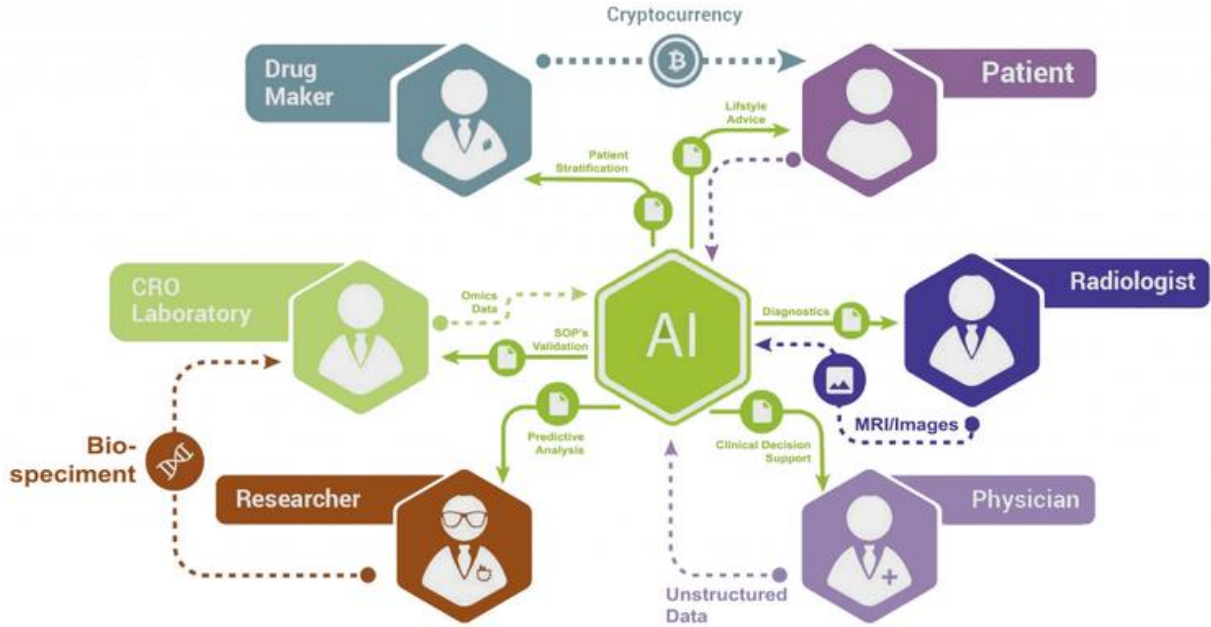 Cryptocurrency
Drug
Maker
Patient
Lifstyle
Advice
Patient
Stratification
CRO
Laboratory
Omics
Data
SOP's
Validation
AI
Diagnostics
Radiologist
MRI/Images
Predictive
Analysis
Clinical Decision
Support
Bio-
speciment
Researcher
Physician
Unstructured
Data